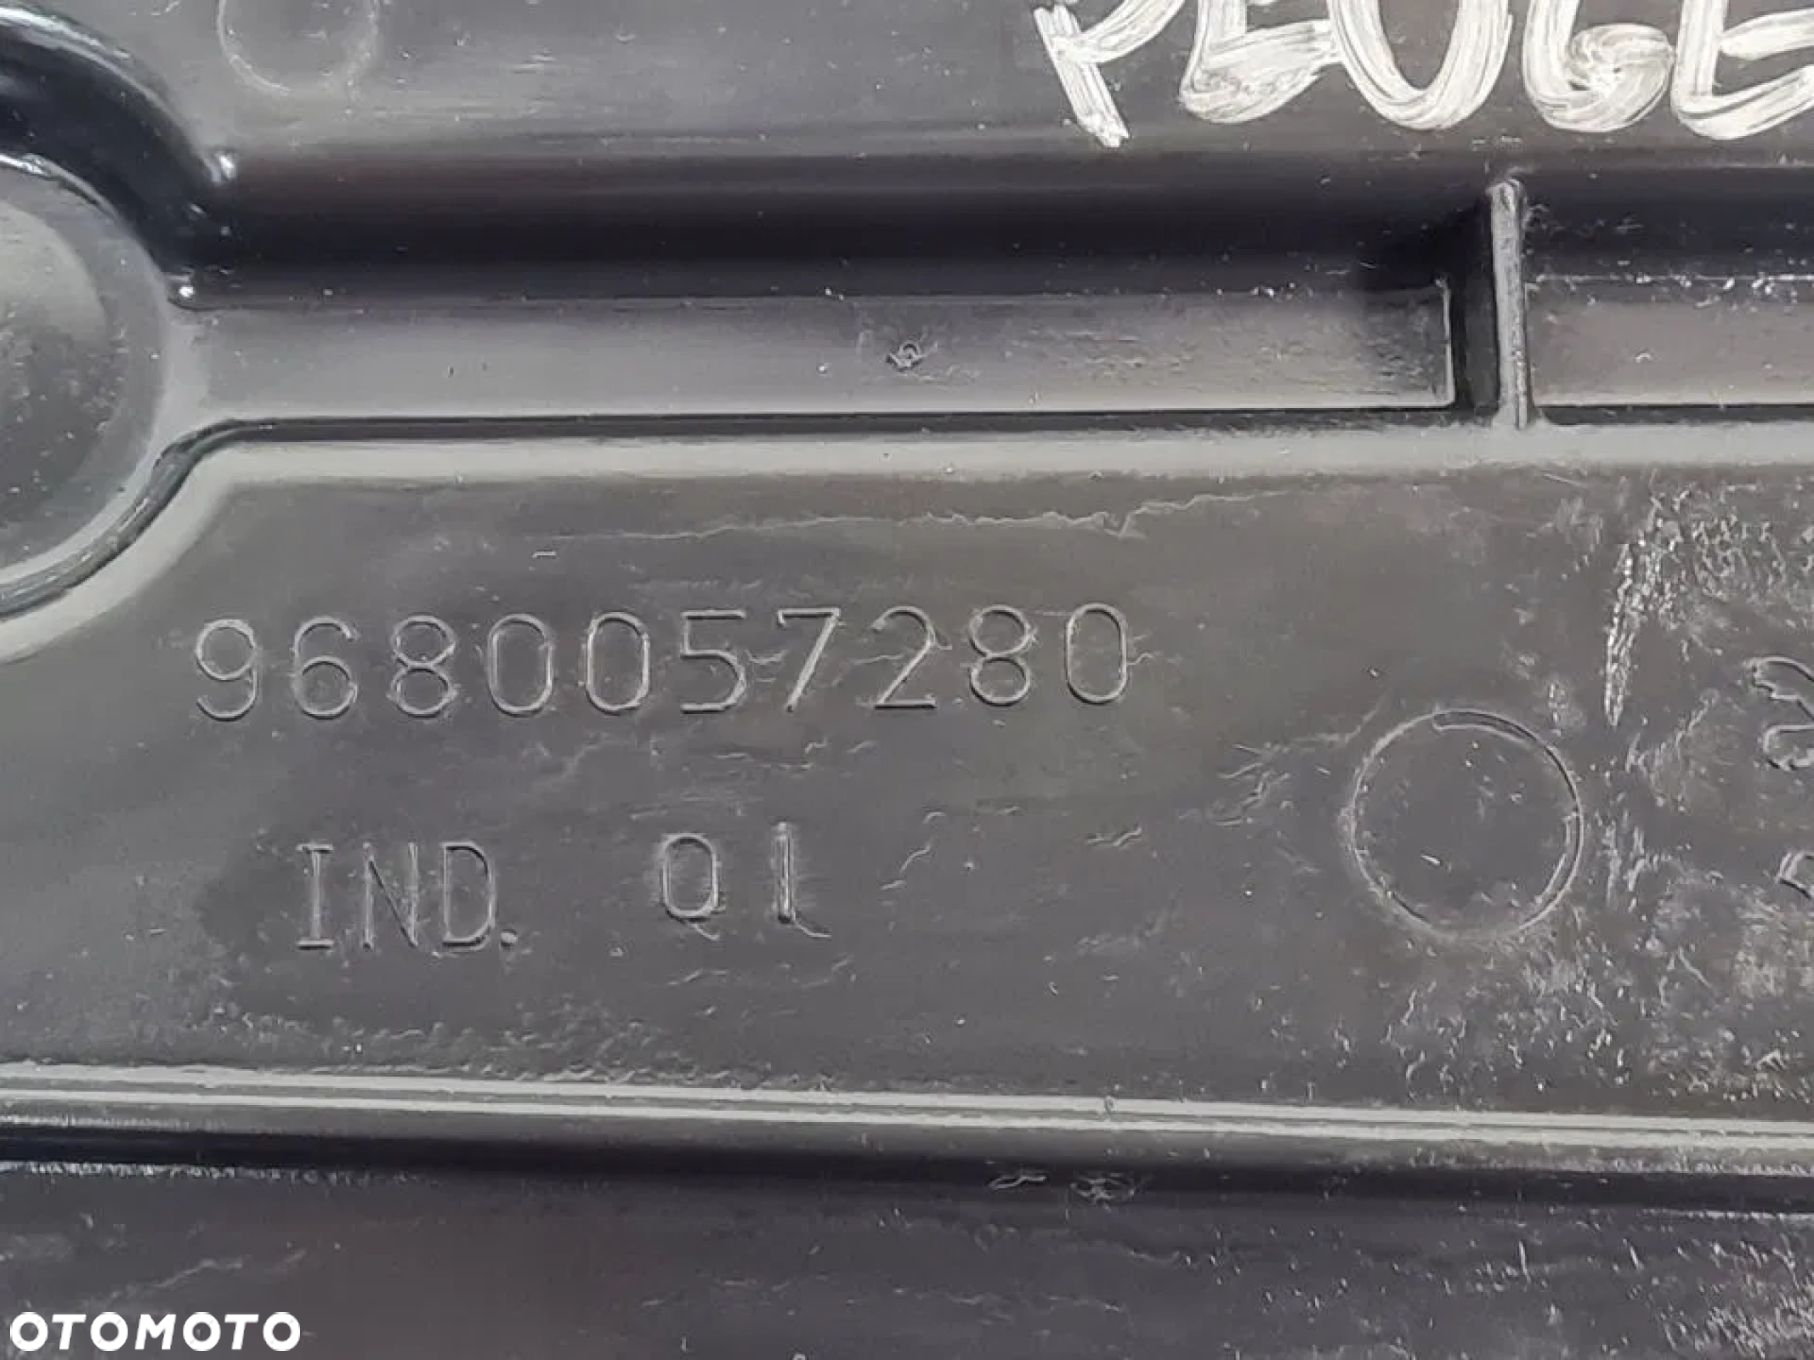 PEUGE
9680057280
IND. 01
OTOMOTO